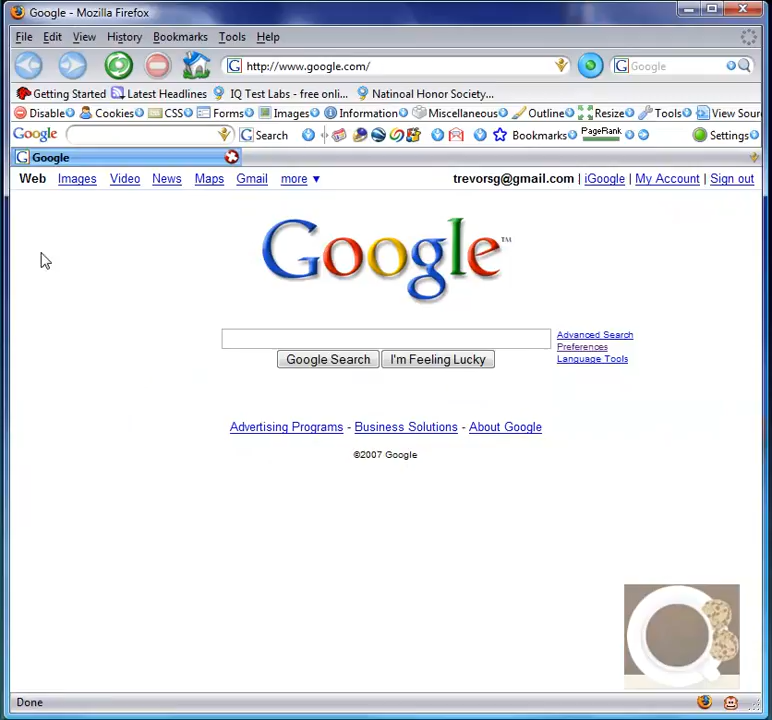 Google - Mozilla Firefox
File Edit View History Bookmarks Tools Help
http://www.google.com/ Google
Getting Started Latest Headlines IQ Test Labs - free onli... Natinoal Honor Society...
Disable Cookies CSS Forms Images Information Miscellaneous Outline Resize Tools View Sour
Google Search Bookmarks PageRank Settings
Google
Web Images Video News Maps Gmail more ▼ trevorsg@gmail.com | iGoogle | My Account | Sign out
Google™
Advanced Search
Preferences
Language Tools
Google Search I'm Feeling Lucky
Advertising Programs - Business Solutions - About Google
©2007 Google
Done